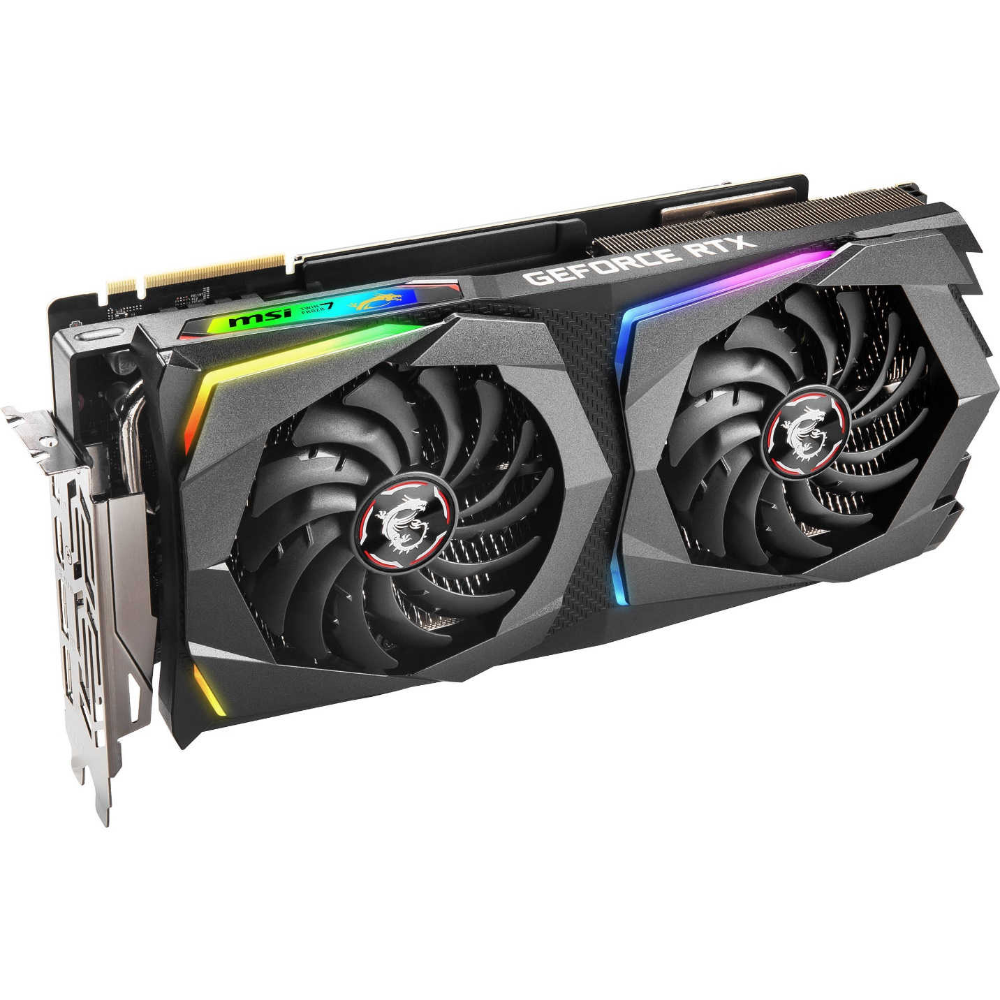 GEFORCE RTX
msi
TWIN
FROZR 7